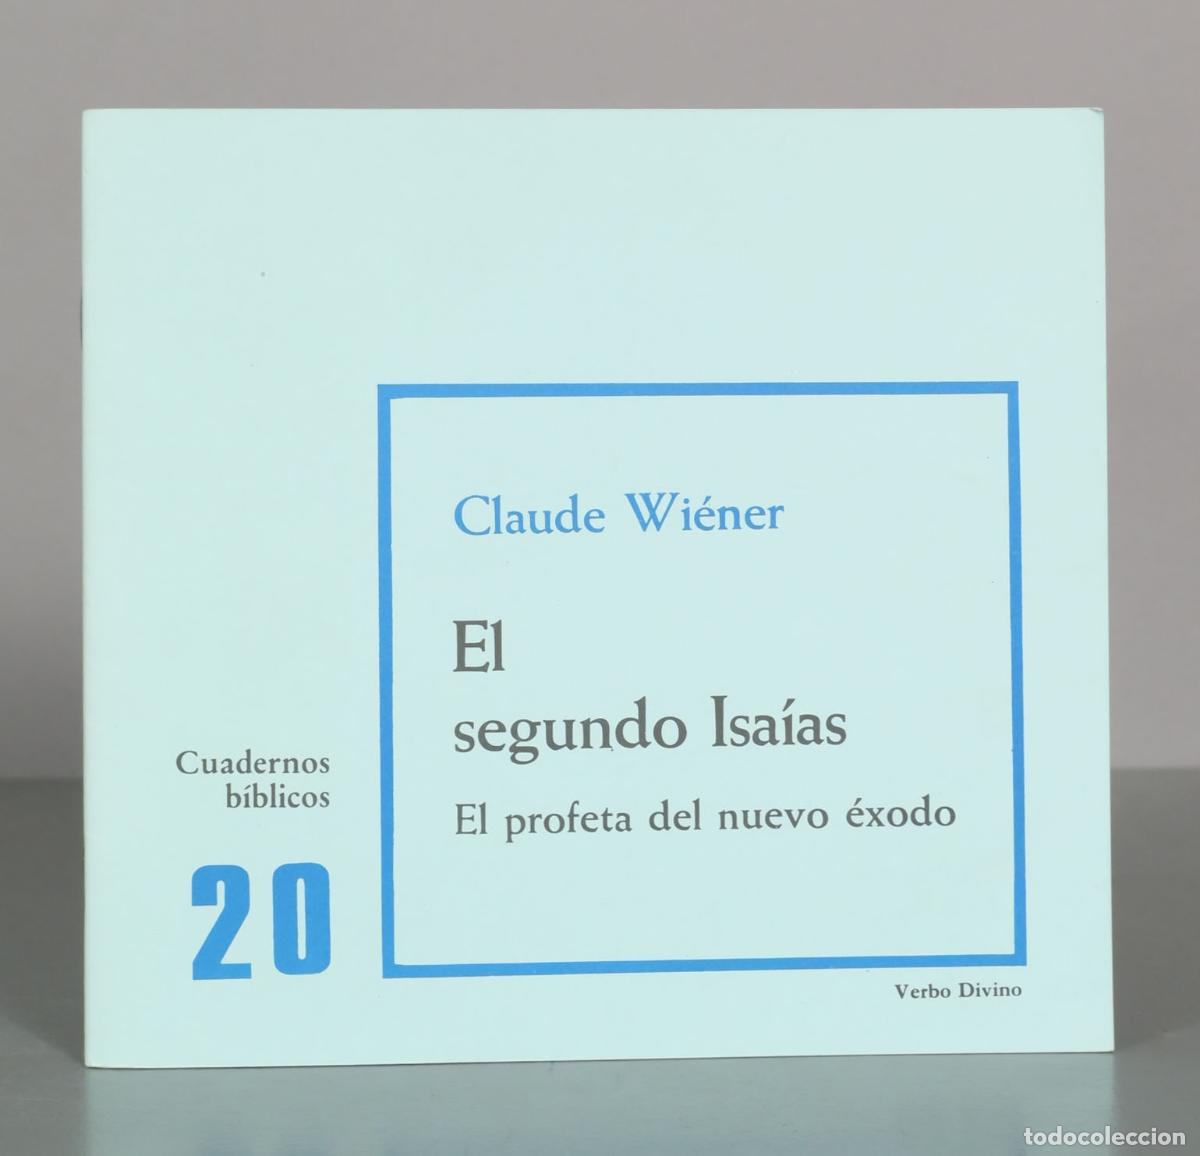 Claude Wiéner
El
segundo Isaías
El profeta del nuevo éxodo
Cuadernos
bíblicos
20
Verbo Divino
todocoleccion